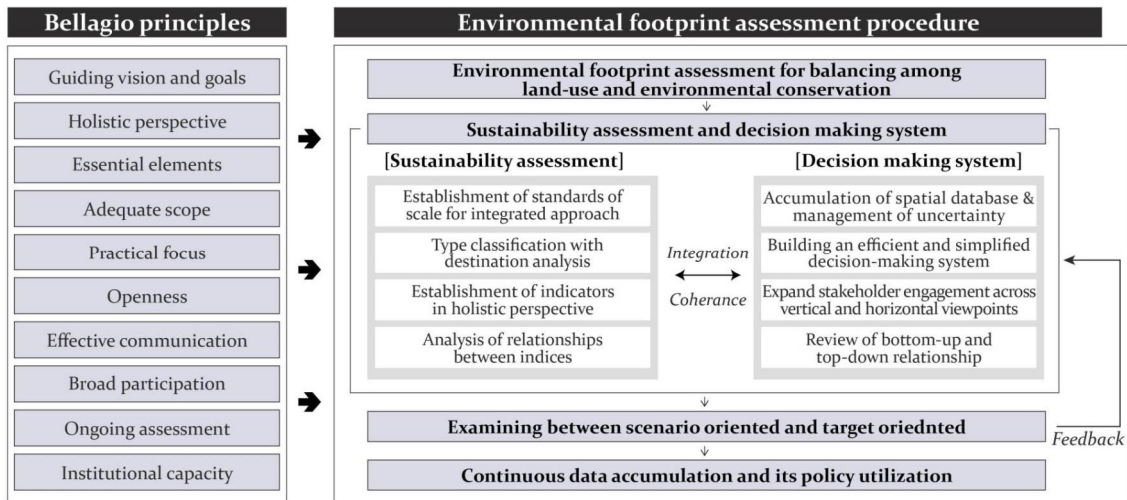 Bellagio principles
Guiding vision and goals
Holistic perspective
Essential elements
Adequate scope
Practical focus
Openness
Effective communication
Broad participation
Ongoing assessment
Institutional capacity
Environmental footprint assessment procedure
Environmental footprint assessment for balancing among
land-use and environmental conservation
Sustainability assessment and decision making system
[Sustainability assessment]
Establishment of standards of
scale for integrated approach
Type classification with
destination analysis
Establishment of indicators
in holistic perspective
Analysis of relationships
between indices
Integration
Coherance
[Decision making system]
Accumulation of spatial database &
management of uncertainty
Building an efficient and simplified
decision-making system
Expand stakeholder engagement across
vertical and horizontal viewpoints
Review of bottom-up and
top-down relationship
Examining between scenario oriented and target oriednted
Feedback
Continuous data accumulation and its policy utilization